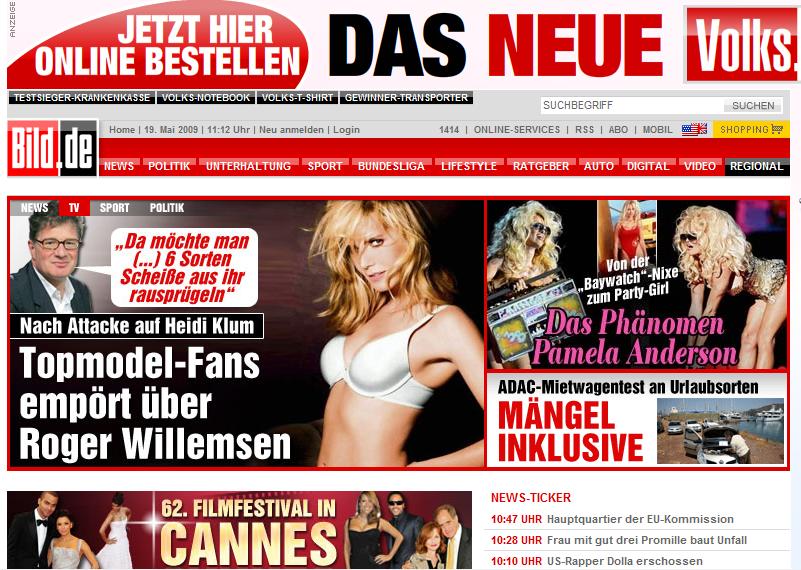 ANZEIGE
JETZT HIER
ONLINE BESTELLEN
DAS NEUE
Volks.
TESTSIEGER-KRANKENKASSE VOLKS-NOTEBOOK VOLKS-T-SHIRT GEWINNER-TRANSPORTER
SUCHBEGRIFF SUCHEN
Bild.de
Home | 19. Mai 2009 | 11:12 Uhr | Neu anmelden | Login
1414 | ONLINE-SERVICES | RSS | ABO | MOBIL SHOPPING
NEWS POLITIK UNTERHALTUNG SPORT BUNDESLIGA LIFESTYLE RATGEBER AUTO DIGITAL VIDEO REGIONAL
NEWS TV SPORT POLITIK
„Da möchte man
(...) 6 Sorten
Scheiße aus ihr
rausprügeln“
Nach Attacke auf Heidi Klum
Topmodel-Fans
empört über
Roger Willemsen
Von der
„Baywatch“-Nixe
zum Party-Girl
Das Phänomen
Pamela Anderson
ADAC-Mietwagentest an Urlaubsorten
MÄNGEL
INKLUSIVE
62. FILMFESTIVAL IN
CANNES
NEWS-TICKER
10:47 UHR Hauptquartier der EU-Kommission
10:28 UHR Frau mit gut drei Promille baut Unfall
10:10 UHR US-Rapper Dolla erschossen